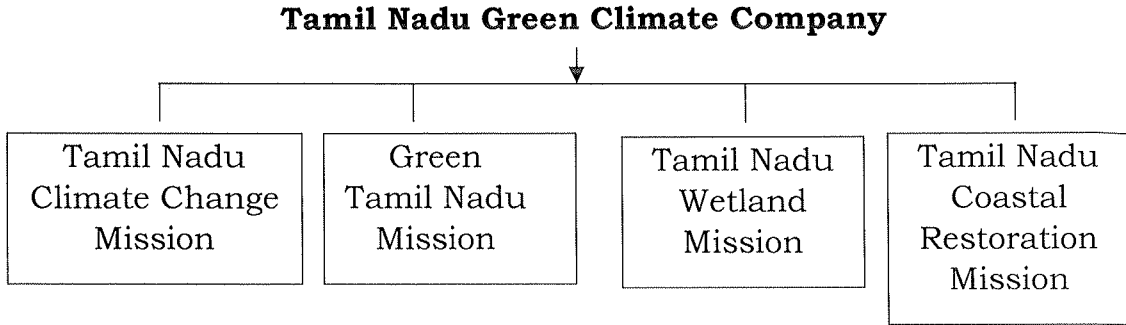 Tamil Nadu Green Climate Company
Tamil Nadu
Climate Change
Mission
Green
Tamil Nadu
Mission
Tamil Nadu
Wetland
Mission
Tamil Nadu
Coastal
Restoration
Mission